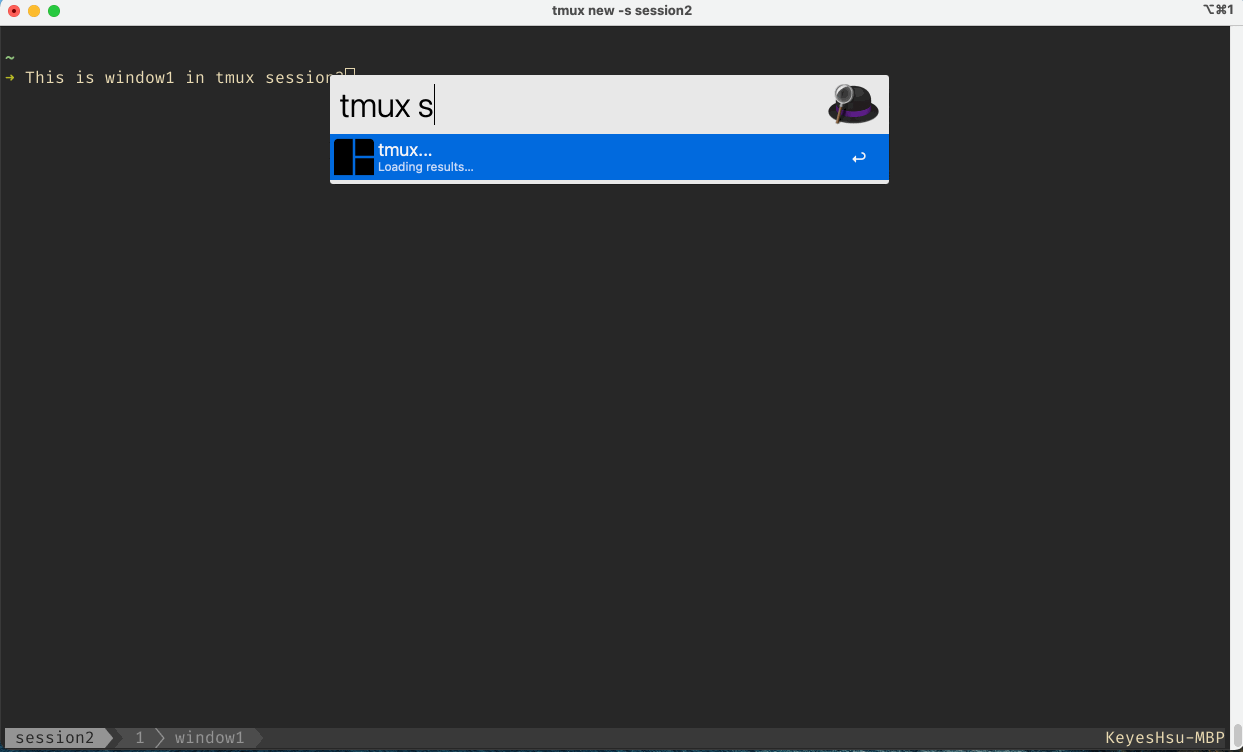 tmux new -s session2
⌥⌘1
~
→ This is window1 in tmux session2
tmux s
tmux...
Loading results...
session2 1 window1
KeyesHsu-MBP